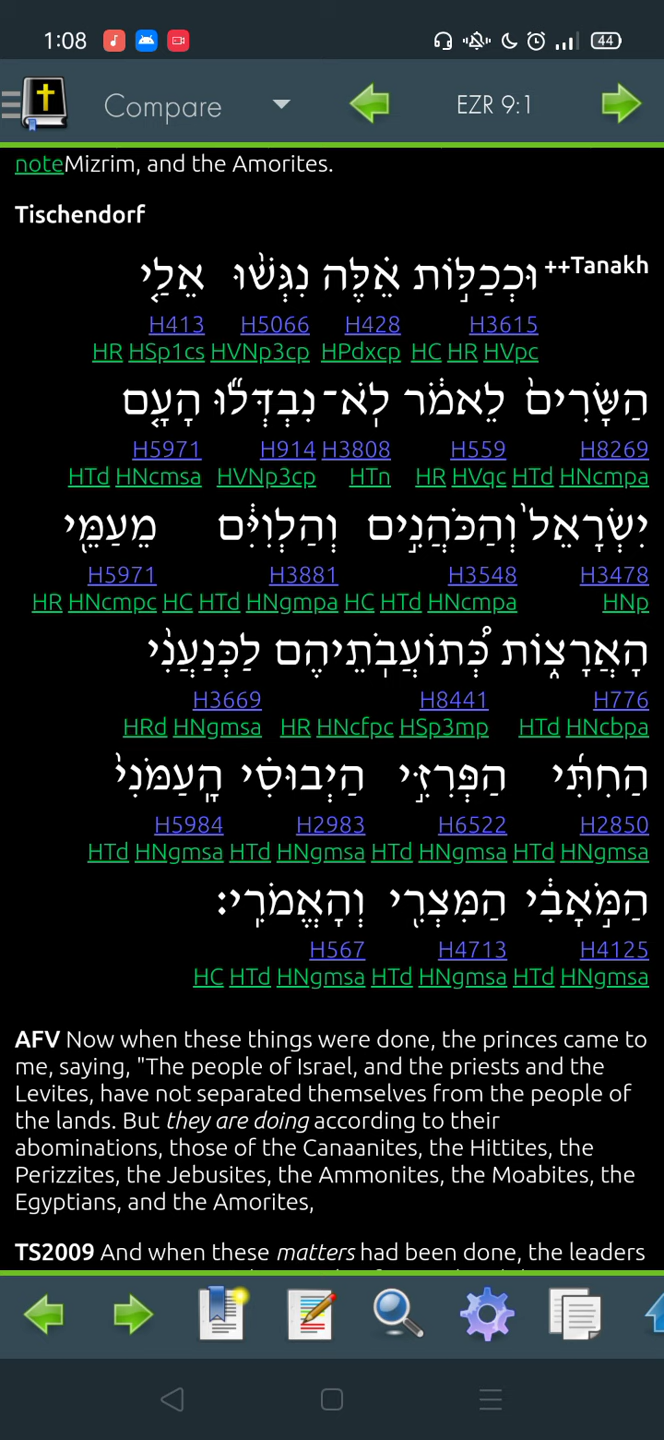 1:08 44
Compare EZR 9:1
noteMizrim, and the Amorites.
Tischendorf
++Tanakh וּכְכַלּ֣וֹת אֵ֗לֶּה נִגְּשׁ֨וּ אֵלַ֤י
H413 H5066 H428 H3615
HR HSp1cs HVNp3cp HPdxcp HC HR HVpc
הַשָּׂרִים֙ לֵאמֹ֔ר לֹֽא־נִבְדְּל֞וּ הָעָ֤ם
H5971 H914 H3808 H559 H8269
HTd HNcmsa HVNp3cp HTn HR HVqc HTd HNcmpa
יִשְׂרָאֵל֙ וְהַכֹּהֲנִ֣ים וְהַלְוִיִּ֔ם מֵעַמֵּ֖י
H5971 H3881 H3548 H3478
HR HNcmpc HC HTd HNgmpa HC HTd HNcmpa HNp
הָאֲרָצ֑וֹת כְּ֠תוֹעֲבֹֽתֵיהֶם לַכְּנַעֲנִ֨י
H3669 H8441 H776
HRd HNgmsa HR HNcfpc HSp3mp HTd HNcbpa
הַחִתִּ֜י הַפְּרִזִּ֣י הַיְבוּסִ֗י הָֽעַמֹּנִי֙
H5984 H2983 H6522 H2850
HTd HNgmsa HTd HNgmsa HTd HNgmsa HTd HNgmsa
הַמֹּ֣אָבִ֔י הַמִּצְרִ֖י וְהָאֱמֹרִֽי׃
H567 H4713 H4125
HC HTd HNgmsa HTd HNgmsa HTd HNgmsa
AFV Now when these things were done, the princes came to
me, saying, "The people of Israel, and the priests and the
Levites, have not separated themselves from the people of
the lands. But they are doing according to their
abominations, those of the Canaanites, the Hittites, the
Perizzites, the Jebusites, the Ammonites, the Moabites, the
Egyptians, and the Amorites,
TS2009 And when these matters had been done, the leaders